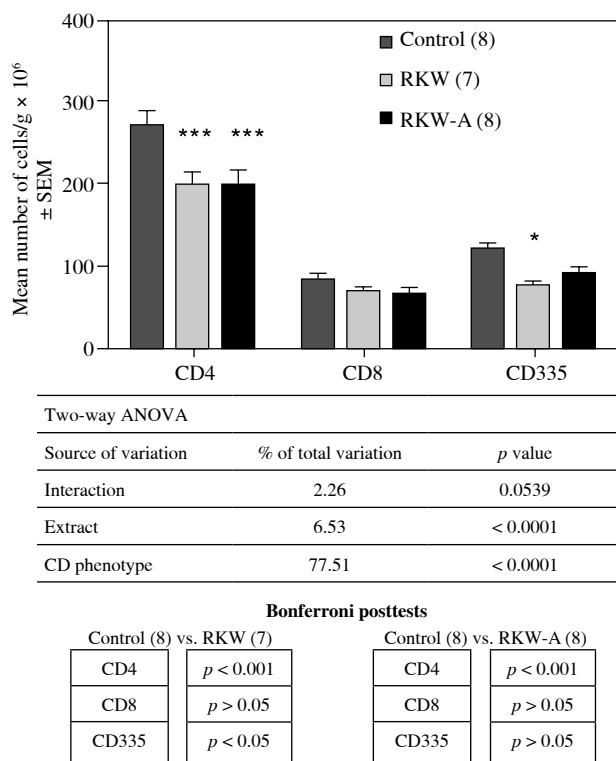 Mean number of cells/g × 10⁶
± SEM
400
300
200
100
0
Control (8)
RKW (7)
RKW-A (8)
*** ***
*
CD4 CD8 CD335
Two-way ANOVA
Source of variation % of total variation p value
Interaction 2.26 0.0539
Extract 6.53 < 0.0001
CD phenotype 77.51 < 0.0001
Bonferroni posttests
Control (8) vs. RKW (7) Control (8) vs. RKW-A (8)
CD4 p < 0.001 CD4 p < 0.001
CD8 p > 0.05 CD8 p > 0.05
CD335 p < 0.05 CD335 p > 0.05